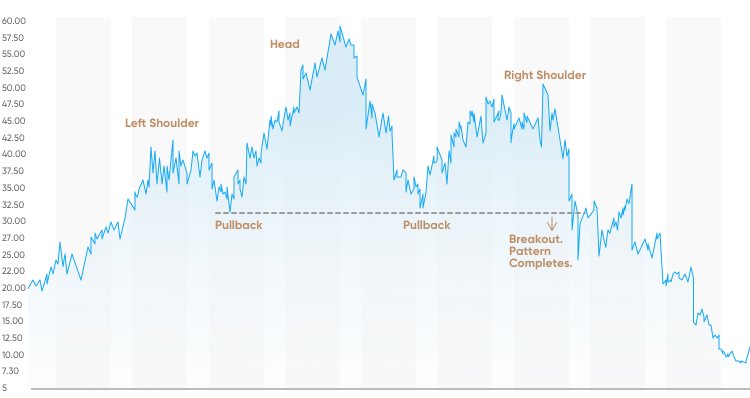 60.00
57.50
55.00
52.50
50.00
47.50
45.00
42.50
40.00
37.50
35.00
32.50
30.00
27.50
25.00
22.00
20.00
17.50
15.00
12.50
10.00
7.30
5
Head
Right Shoulder
Left Shoulder
Pullback
Pullback
Breakout.
Pattern
Completes.